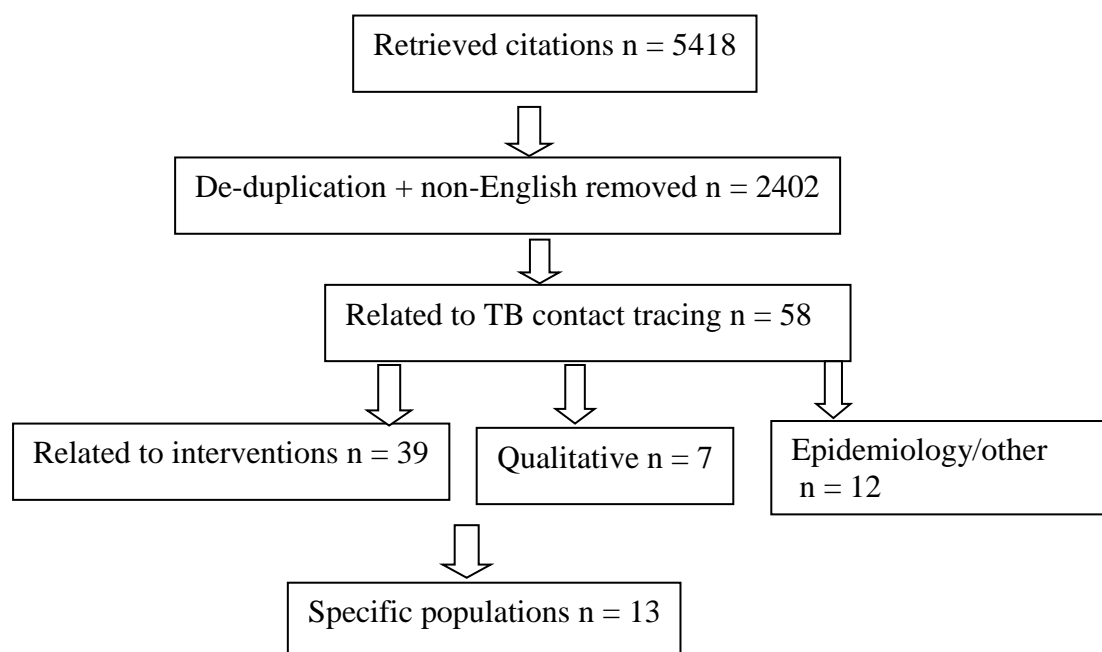 Retrieved citations n = 5418
De-duplication + non-English removed n = 2402
Related to TB contact tracing n = 58
Related to interventions n = 39
Qualitative n = 7
Epidemiology/other
n = 12
Specific populations n = 13